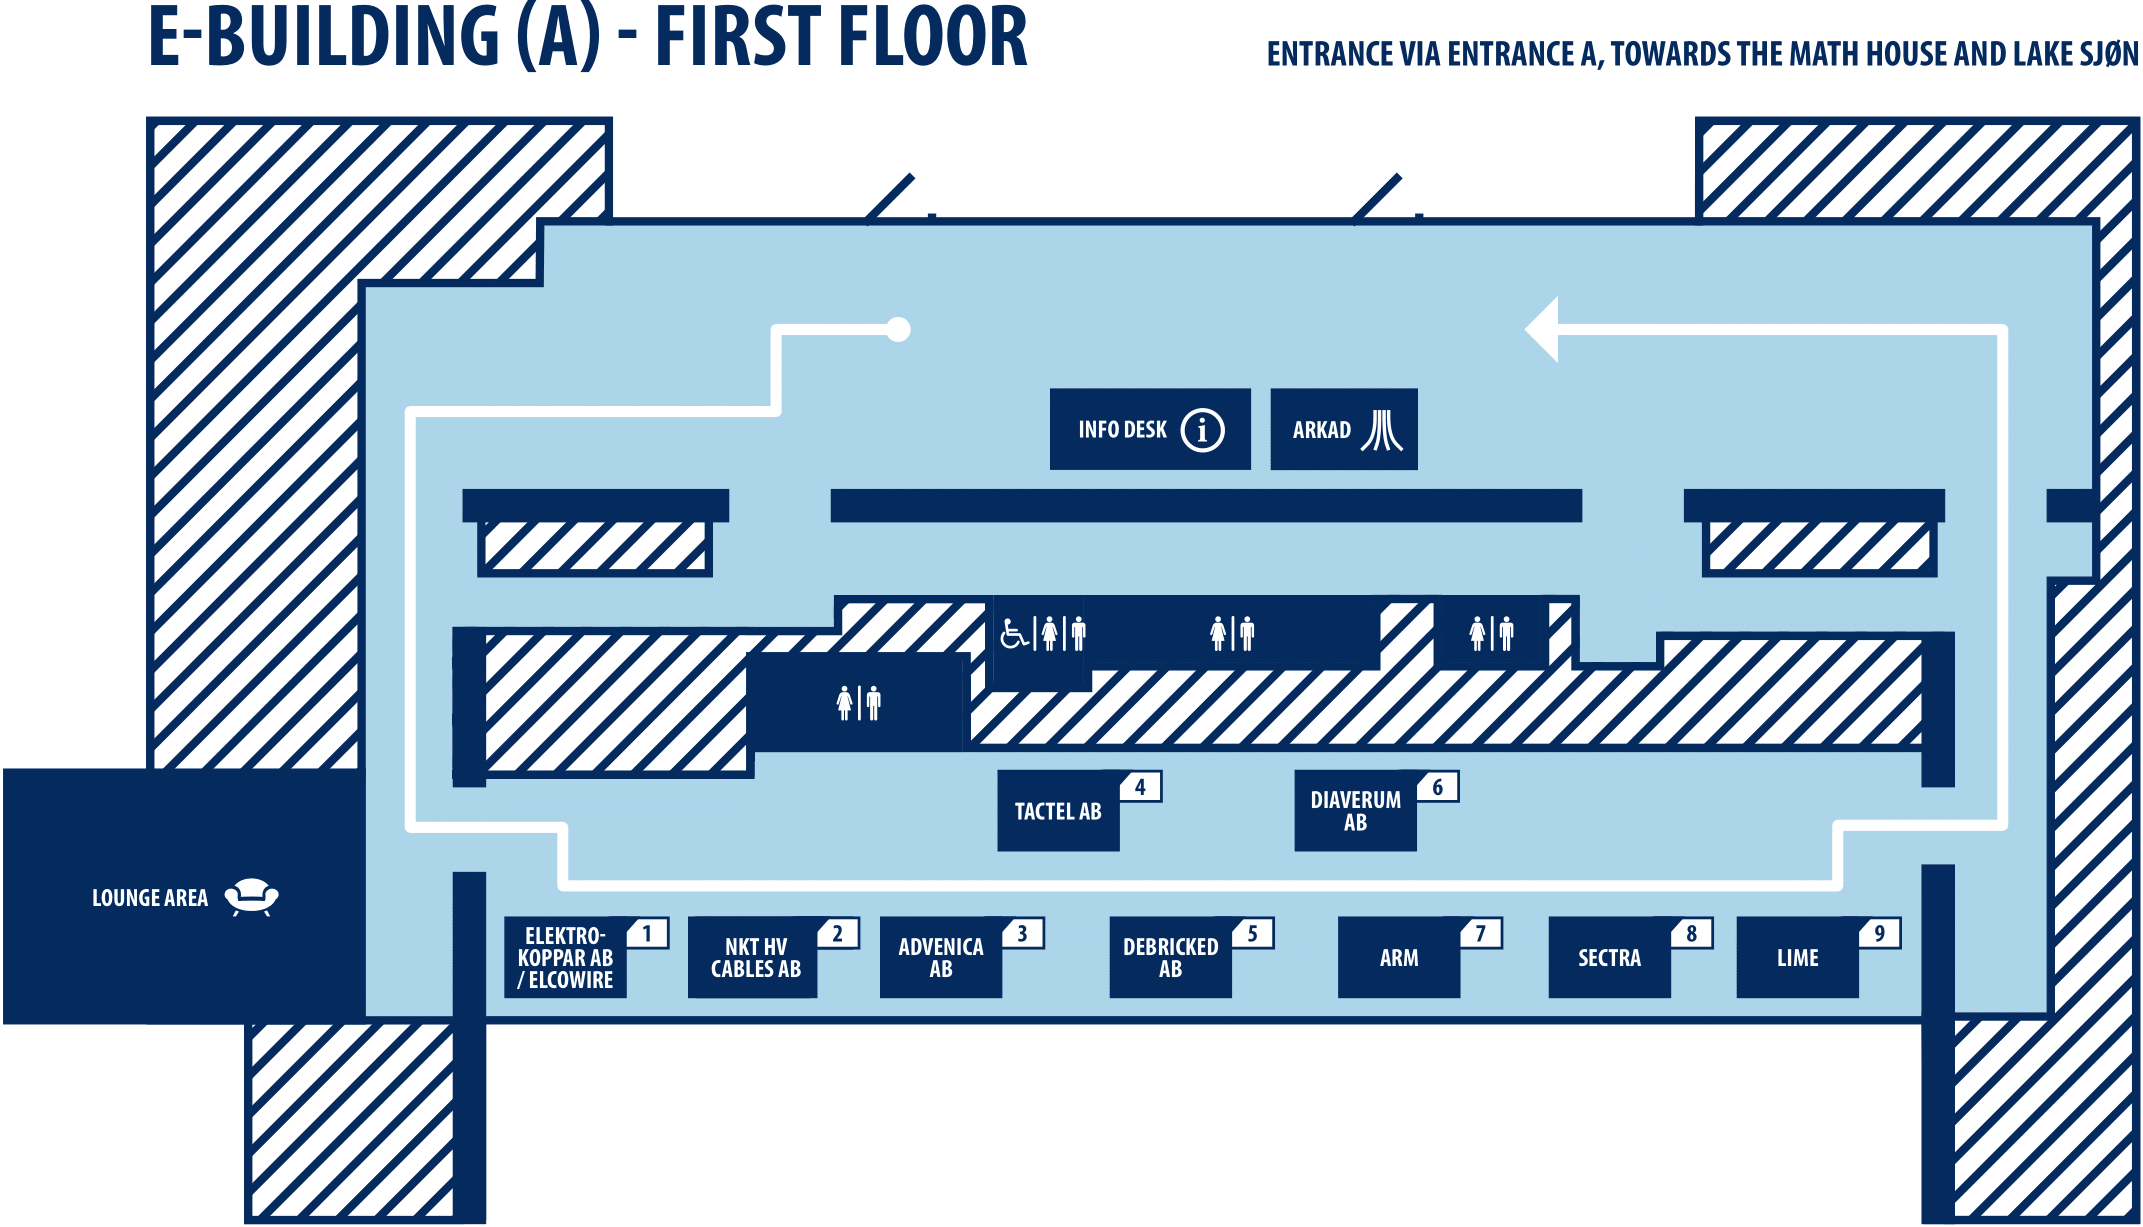 E-BUILDING (A) - FIRST FLOOR
ENTRANCE VIA ENTRANCE A, TOWARDS THE MATH HOUSE AND LAKE SJØN
INFO DESK i
ARKAD
LOUNGE AREA
TACTEL AB
4
DIAVERUM
AB
6
ELEKTRO-
KOPPAR AB
/ ELCOWIRE
1
NKT HV
CABLES AB
2
ADVENICA
AB
3
DEBRICKED
AB
5
ARM
7
SECTRA
8
LIME
9